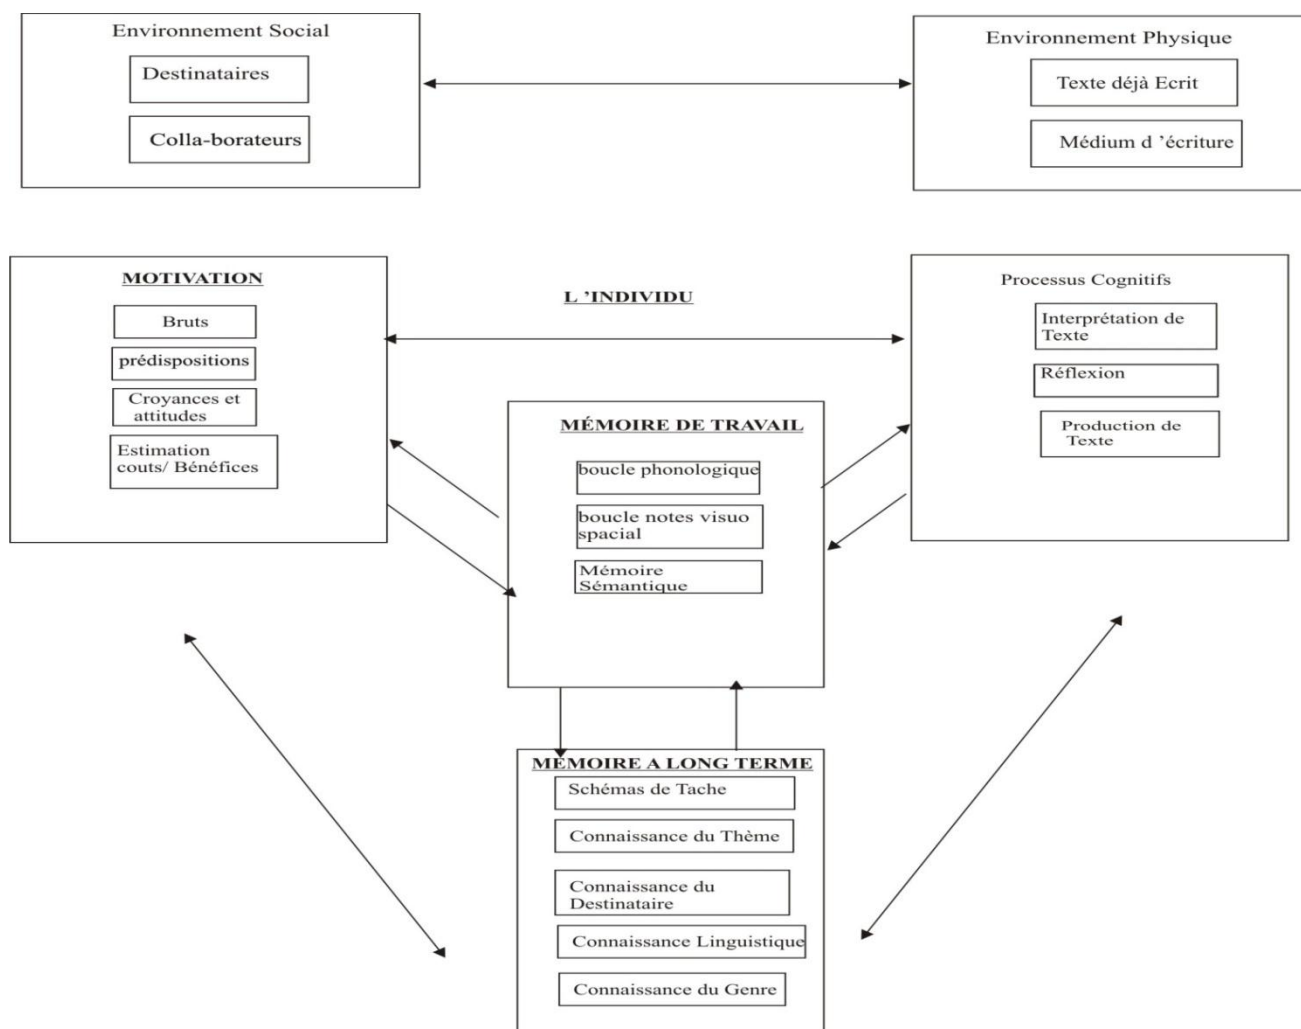 Environnement Social
Destinataires
Colla-borateurs
Environnement Physique
Texte déjà Ecrit
Médium d ’écriture
MOTIVATION
Bruts
prédispositions
Croyances et
attitudes
Estimation
couts/ Bénéfices
L ’INDIVIDU
Processus Cognitifs
Interprétation de
Texte
Réflexion
Production de
Texte
MÉMOIRE DE TRAVAIL
boucle phonologique
boucle notes visuo
spacial
Mémoire
Sémantique
MÉMOIRE A LONG TERME
Schémas de Tache
Connaissance du Thème
Connaissance du
Destinataire
Connaissance Linguistique
Connaissance du Genre